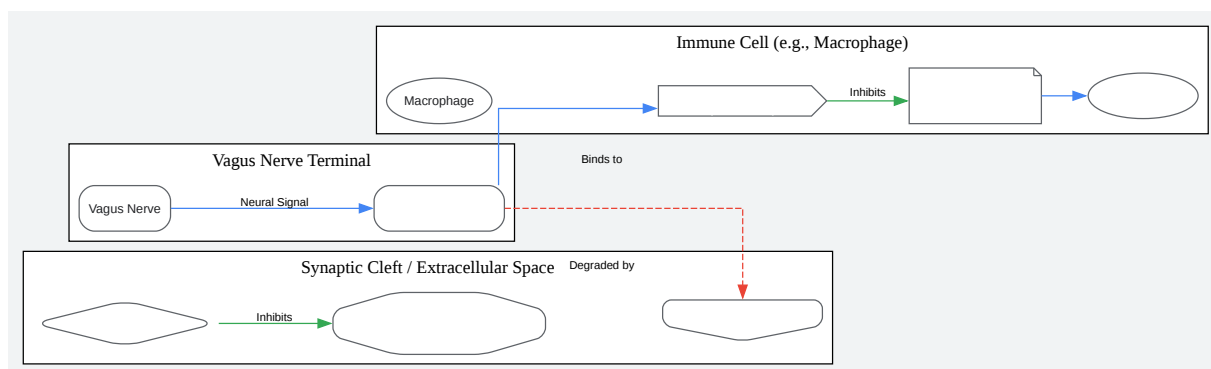 Immune Cell (e.g., Macrophage)
Macrophage
Inhibits
Binds to
Vagus Nerve Terminal
Vagus Nerve
Neural Signal
Synaptic Cleft / Extracellular Space
Degraded by
Inhibits